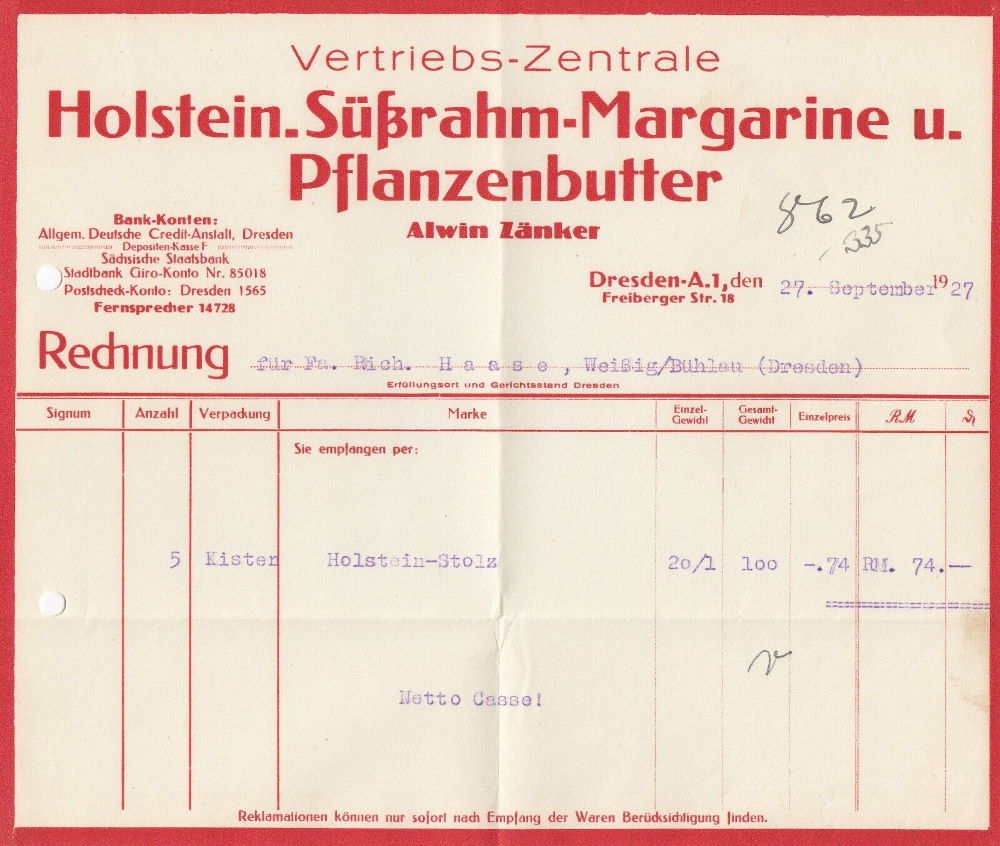 Vertriebs-Zentrale
Holstein. Süßrahm-Margarine u.
Pflanzenbutter
Alwin Zänker
862
335
Bank-Konten:
Allgem. Deutsche Credit-Anstalt, Dresden
Depositen-Kasse F
Sächsische Staatsbank
Stadtbank Giro-Konto Nr. 85018
Postscheck-Konto: Dresden 1565
Fernsprecher 14728
Dresden-A.1, den 27. September 1927
Freiberger Str. 18
Rechnung für Fa. Rich. H a a s e , Weißig/Bühlau (Dresden)
Erfüllungsort und Gerichtsstand Dresden
Signum Anzahl Verpackung Marke Einzel-Gewicht Gesamt-Gewicht Einzelpreis RM ₰
Sie empfangen per:
5 Kisten Holstein-Stolz 20/1 100 -.74 RM. 74.--
Netto Casse!
Reklamationen können nur sofort nach Empfang der Waren Berücksichtigung finden.